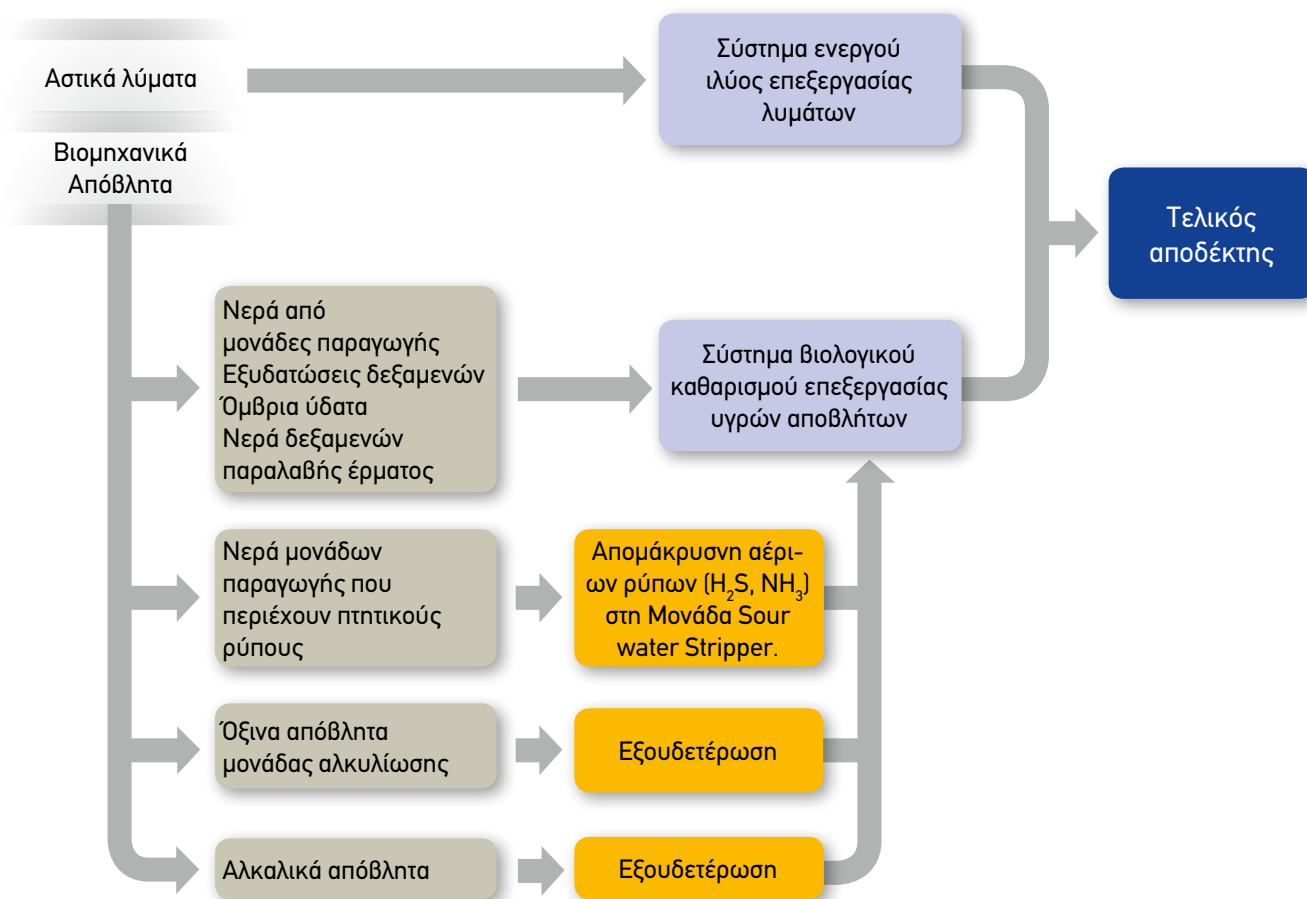 Αστικά λύματα
Σύστημα ενεργού
ιλύος επεξεργασίας
λυμάτων
Βιομηχανικά
Απόβλητα
Τελικός
αποδέκτης
Νερά από
μονάδες παραγωγής
Εξυδατώσεις δεξαμενών
Όμβρια ύδατα
Νερά δεξαμενών
παραλαβής έρματος
Σύστημα βιολογικού
καθαρισμού επεξεργασίας
υγρών αποβλήτων
Νερά μονάδων
παραγωγής που
περιέχουν πτητικούς
ρύπους
Απομάκρυσνη αέρι-
ων ρύπων (H₂S, NH₃)
στη Μονάδα Sour
water Stripper.
Όξινα απόβλητα
μονάδας αλκυλίωσης
Εξουδετέρωση
Αλκαλικά απόβλητα
Εξουδετέρωση